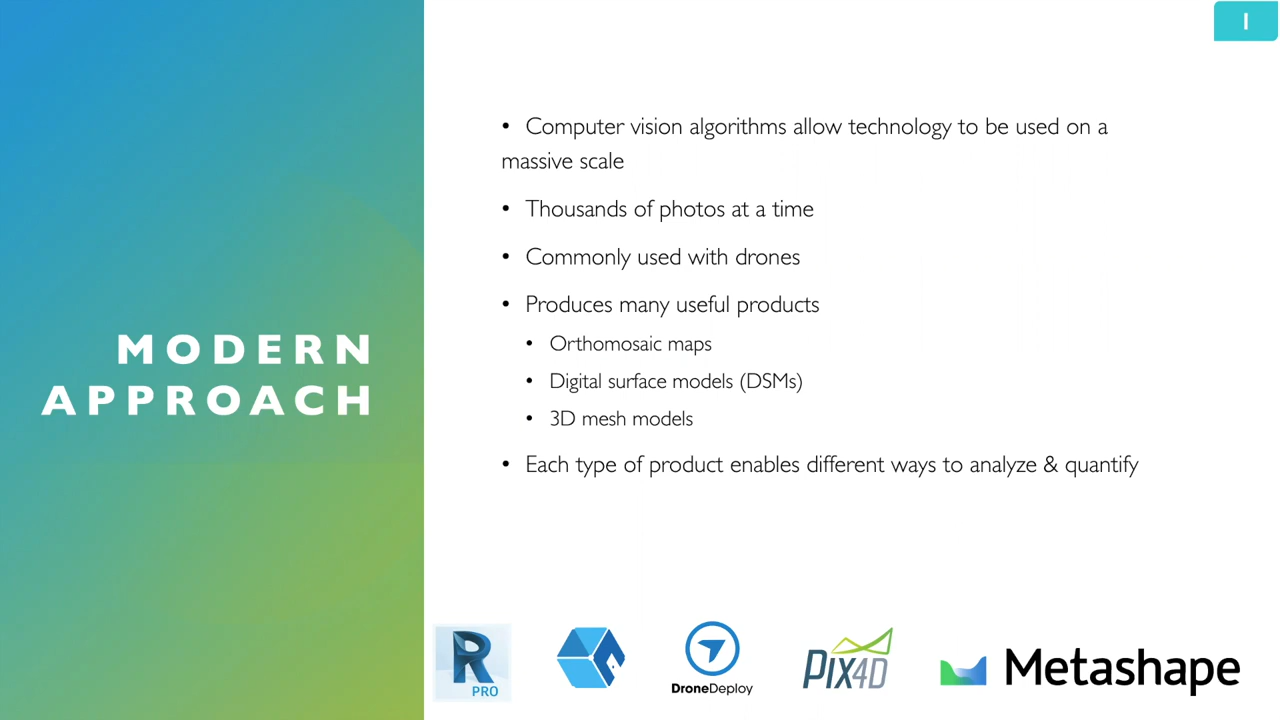 I
• Computer vision algorithms allow technology to be used on a
massive scale
• Thousands of photos at a time
• Commonly used with drones
• Produces many useful products
• Orthomosaic maps
• Digital surface models (DSMs)
• 3D mesh models
• Each type of product enables different ways to analyze & quantify
MODERN
APPROACH
R
PRO
DroneDeploy
PIX4D
Metashape